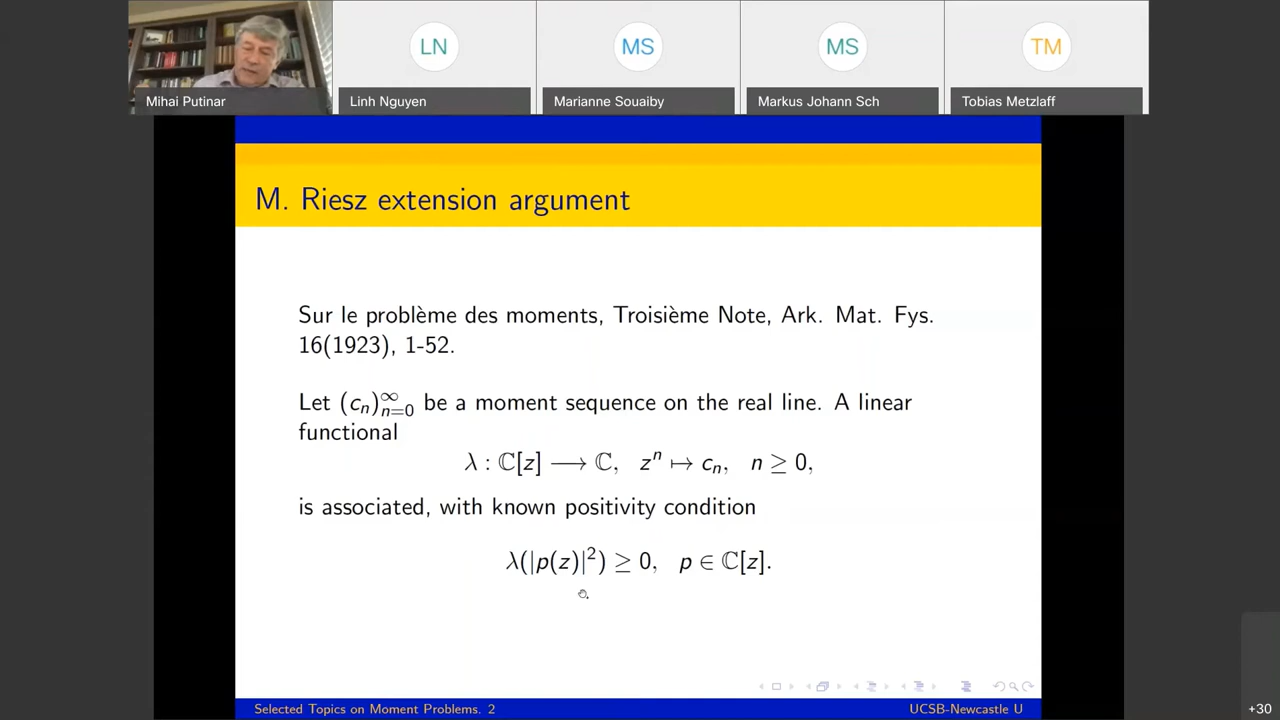 LN
MS
MS
TM
Mihai Putinar
Linh Nguyen
Marianne Souaiby
Markus Johann Sch
Tobias Metzlaff
M. Riesz extension argument
Sur le problème des moments, Troisième Note, Ark. Mat. Fys.
16(1923), 1-52.
Let (cₙ)∞ₙ₌₀ be a moment sequence on the real line. A linear
functional
λ : ℂ[z] ⟶ ℂ, zⁿ ↦ cₙ, n ≥ 0,
is associated, with known positivity condition
λ(|p(z)|²) ≥ 0, p ∈ ℂ[z].
Selected Topics on Moment Problems. 2
UCSB-Newcastle U
+30